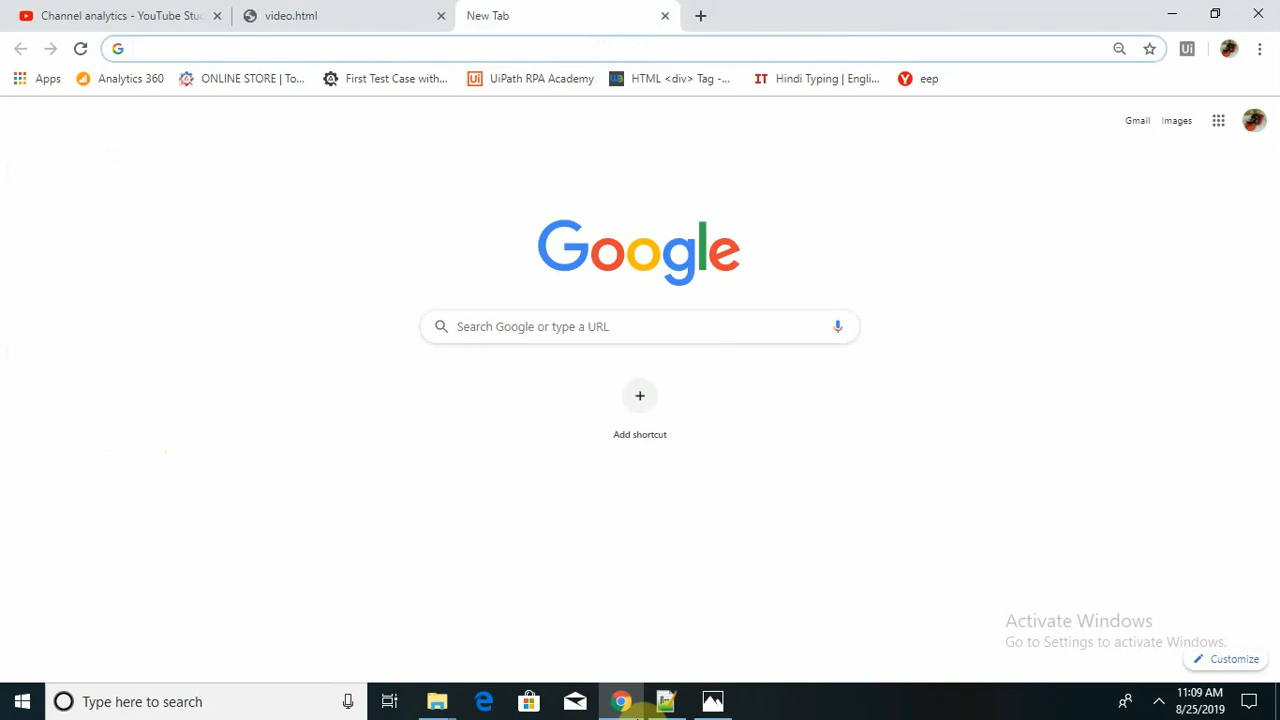 Channel analytics - YouTube Stu
video.html
New Tab
Apps
Analytics 360
ONLINE STORE | To...
First Test Case with...
UiPath RPA Academy
HTML <div> Tag -...
Hindi Typing | Engli...
eep
Gmail
Images
Google
Search Google or type a URL
Add shortcut
Activate Windows
Go to Settings to activate Windows.
Customize
Type here to search
11:09 AM
8/25/2019